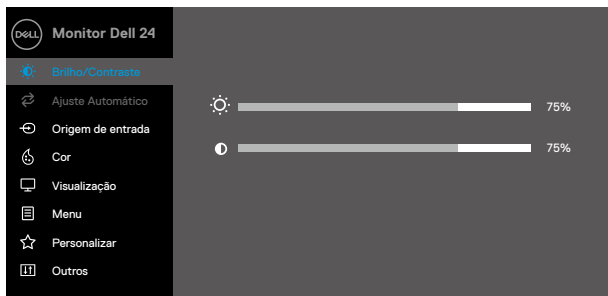 DELL Monitor Dell 24
Brilho/Contraste
Ajuste Automático
75%
Origem de entrada
Cor
75%
Visualização
Menu
Personalizar
Outros